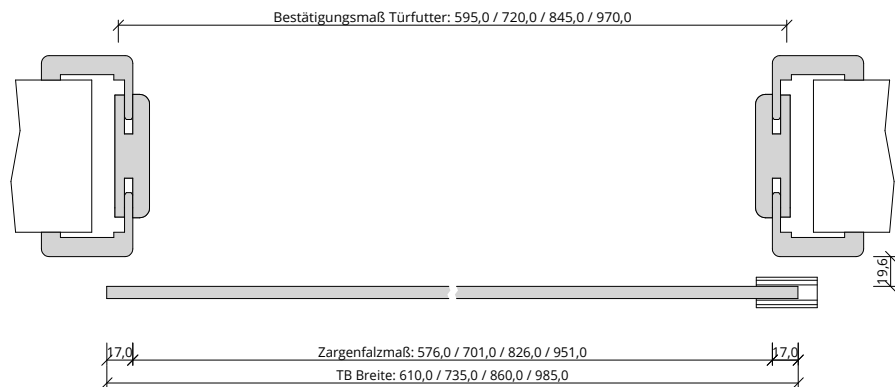 Bestätigungsmaß Türfutter: 595,0 / 720,0 / 845,0 / 970,0
19,6
17,0
Zargenfalzmaß: 576,0 / 701,0 / 826,0 / 951,0
17,0
TB Breite: 610,0 / 735,0 / 860,0 / 985,0